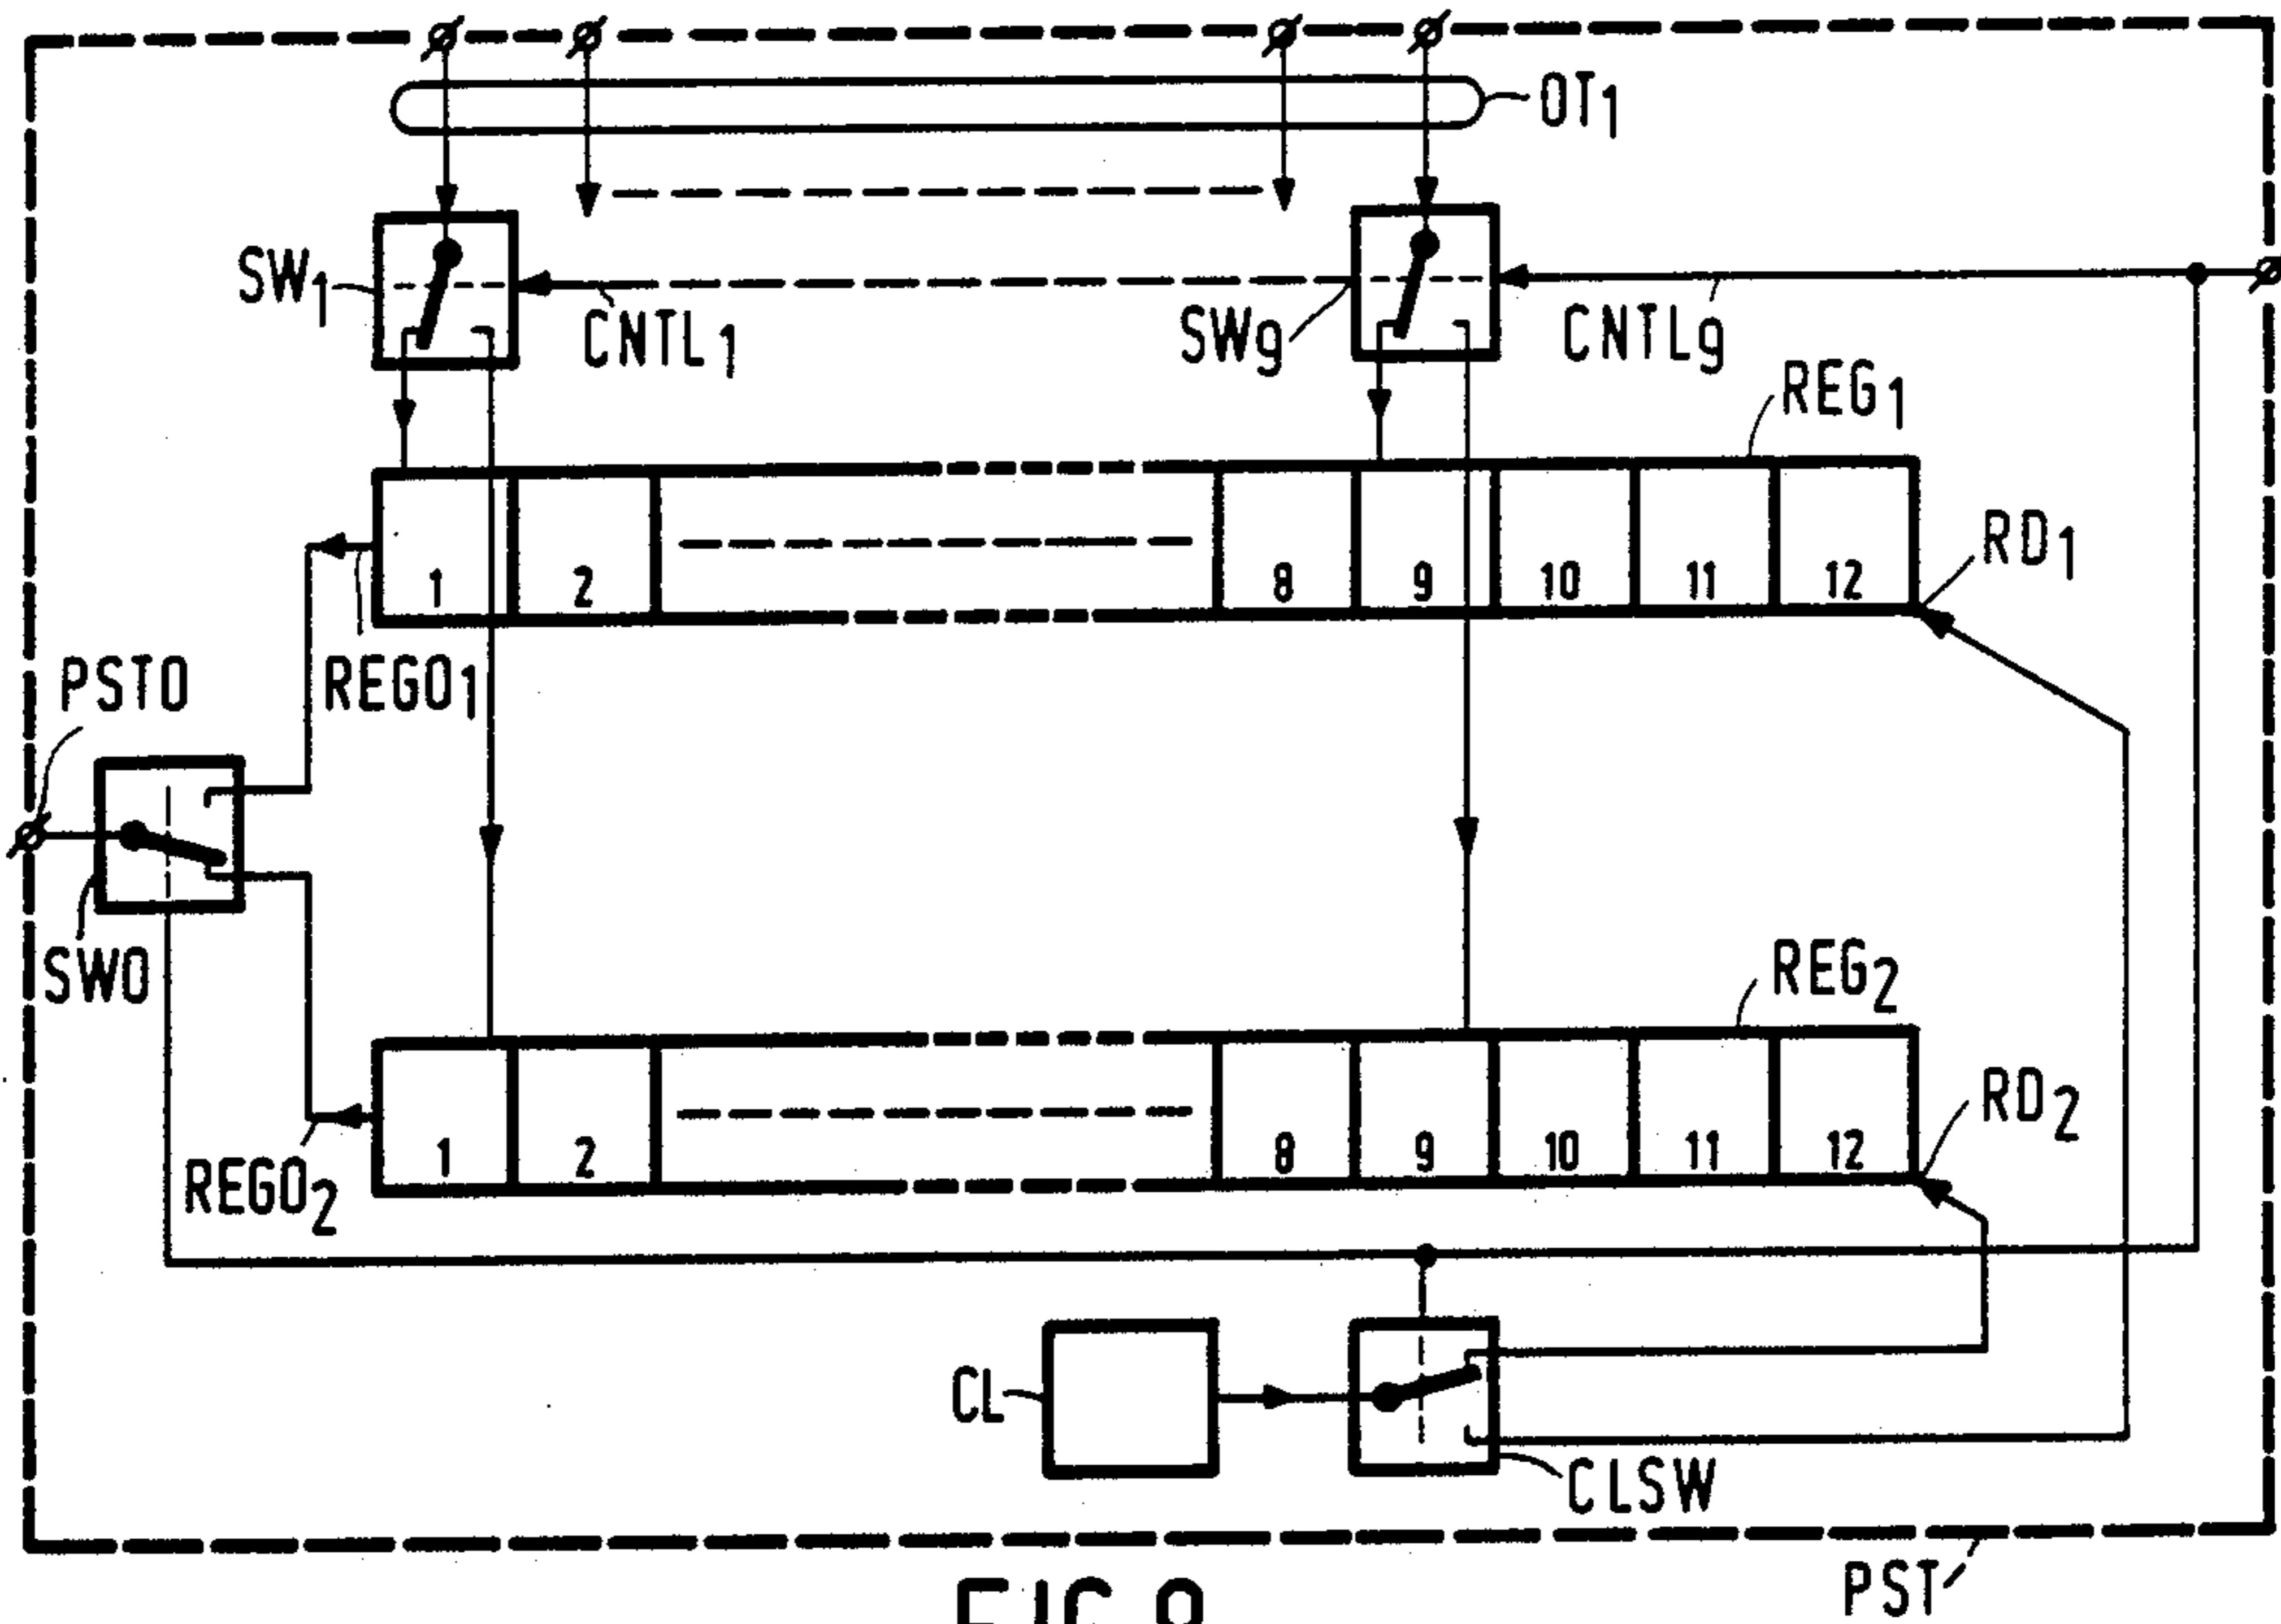 OT1
SW1
CNTL1
SW9
CNTL9
REG1
1 2 8 9 10 11 12
RD1
REGO1
PSTO
SWO
REG2
1 2 8 9 10 11 12
RD2
REGO2
CL
CLSW
PST